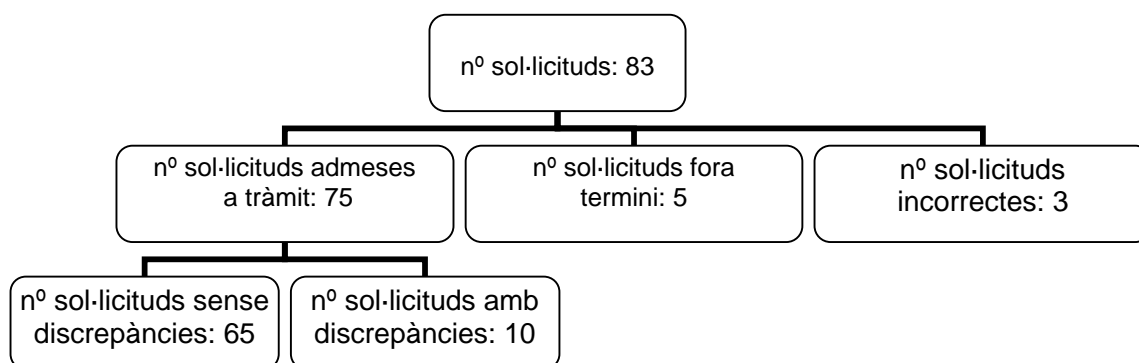 nº sol·licituds: 83
nº sol·licituds admeses
a tràmit: 75
nº sol·licituds fora
termini: 5
nº sol·licituds
incorrectes: 3
nº sol·licituds sense
discrepàncies: 65
nº sol·licituds amb
discrepàncies: 10